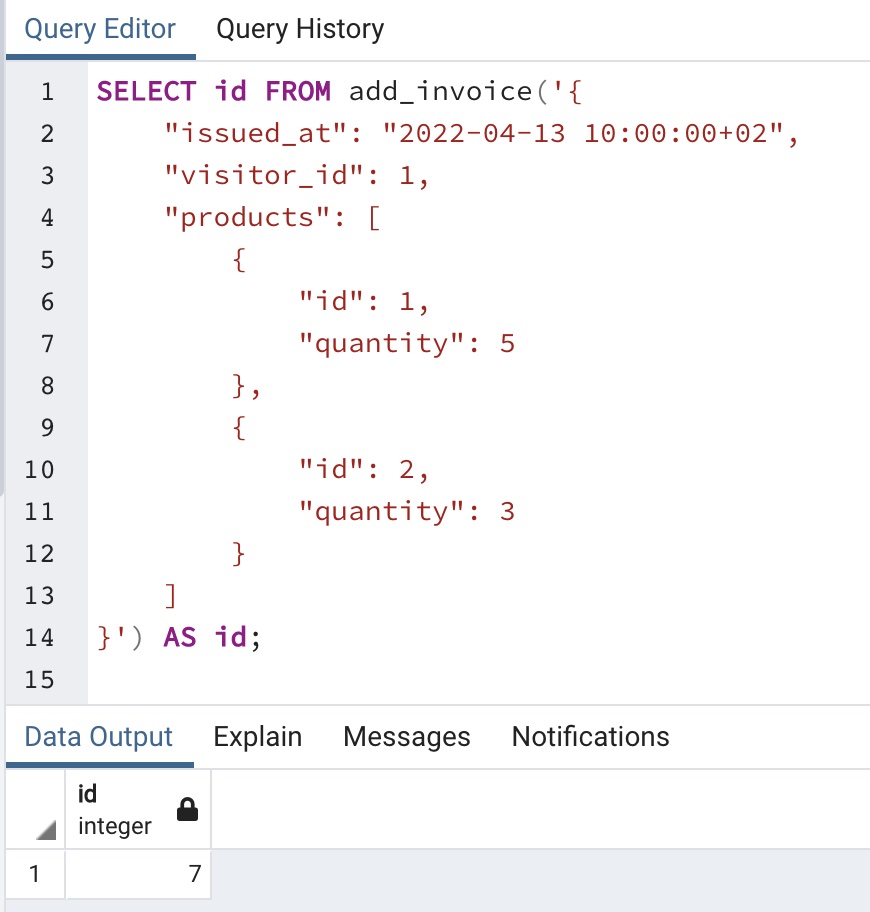 Query Editor Query History
1 SELECT id FROM add_invoice('{
2     "issued_at": "2022-04-13 10:00:00+02",
3     "visitor_id": 1,
4     "products": [
5         {
6             "id": 1,
7             "quantity": 5
8         },
9         {
10             "id": 2,
11             "quantity": 3
12         }
13     ]
14 }') AS id;
15
Data Output Explain Messages Notifications
id
integer
1 7